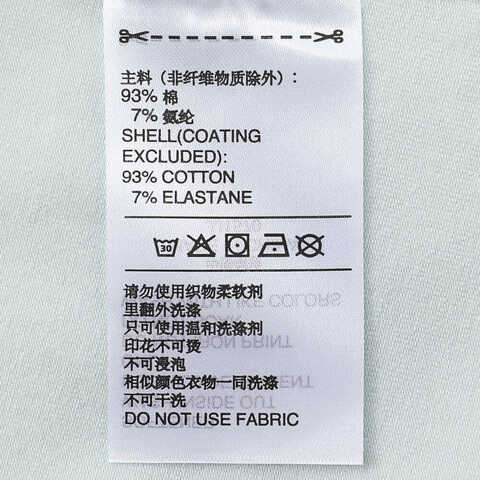 主料（非纤维物质除外）：
93% 棉
7% 氨纶
SHELL(COATING
EXCLUDED):
93% COTTON
7% ELASTANE
30
请勿使用织物柔软剂
里翻外洗涤
只可使用温和洗涤剂
印花不可烫
不可浸泡
相似颜色衣物一同洗涤
不可干洗
DO NOT USE FABRIC